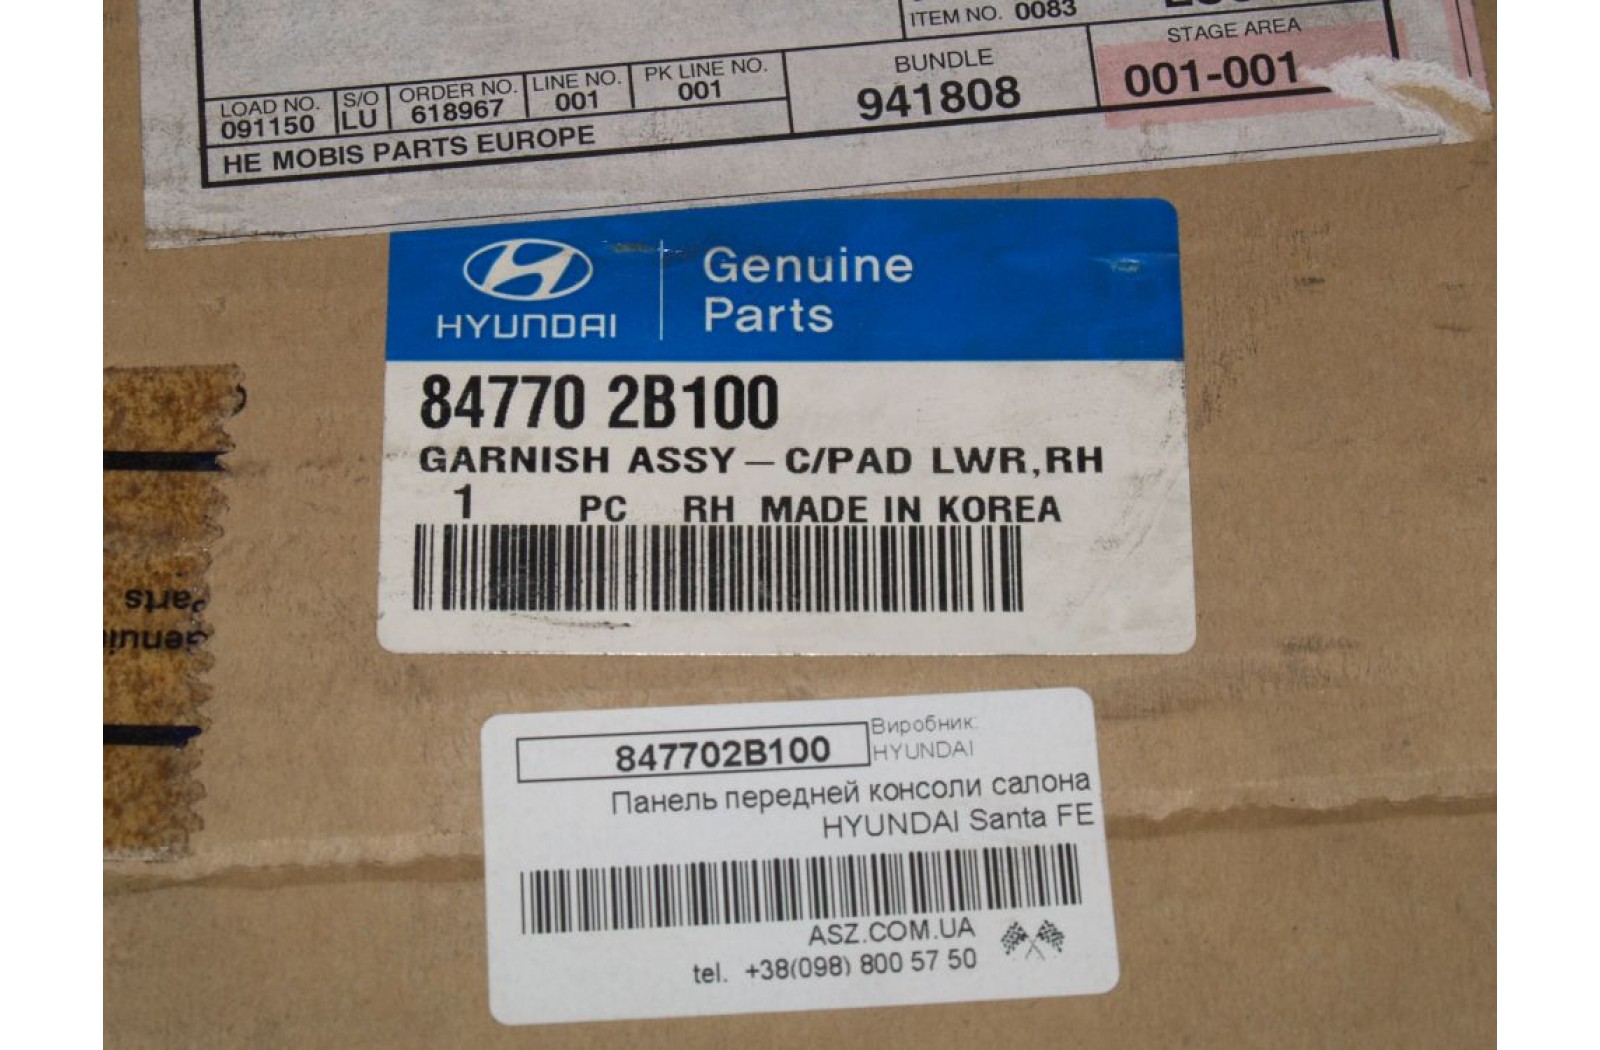 ITEM NO. 0083
STAGE AREA
001-001
BUNDLE
941808
LOAD NO. S/O ORDER NO. LINE NO. PK LINE NO.
091150 LU 618967 001 001
HE MOBIS PARTS EUROPE
HYUNDAI
Genuine
Parts
84770 2B100
GARNISH ASSY - C/PAD LWR,RH
1 PC RH MADE IN KOREA
Genuine
Parts
847702B100
Виробник:
HYUNDAI
Панель передней консоли салона
HYUNDAI Santa FE
ASZ.COM.UA
tel. +38(098) 800 57 50